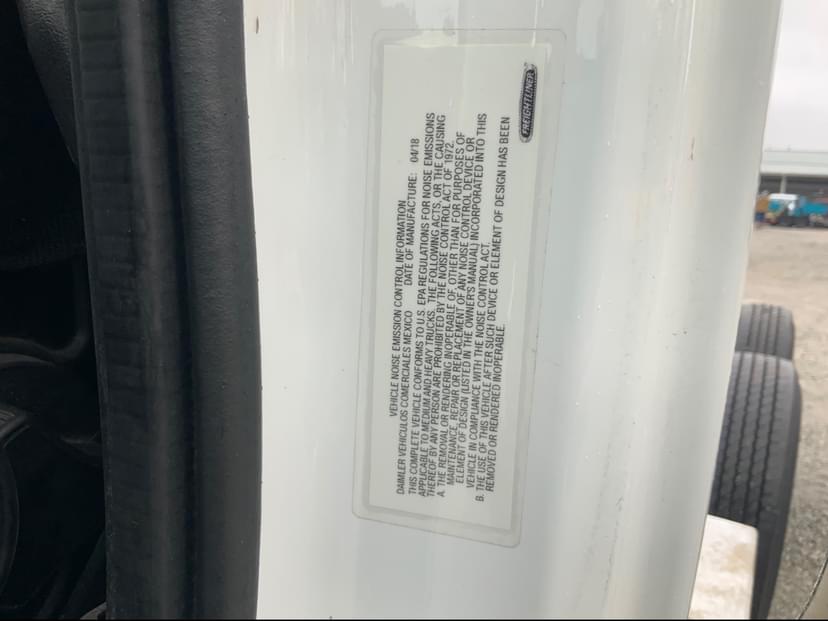 VEHICLE NOISE EMISSION CONTROL INFORMATION
DAIMLER VEHICULOS COMERCIALES MEXICO DATE OF MANUFACTURE: 04/18
THIS COMPLETE VEHICLE CONFORMS TO U.S. EPA REGULATIONS FOR NOISE EMISSIONS
APPLICABLE TO MEDIUM AND HEAVY TRUCKS. THE FOLLOWING ACTS, OR THE CAUSING
THEREOF BY ANY PERSON ARE PROHIBITED BY THE NOISE CONTROL ACT OF 1972.
A. THE REMOVAL OR RENDERING INOPERABLE OF OTHER THAN FOR PURPOSES OF
MAINTENANCE, REPAIR OR REPLACEMENT OF ANY NOISE CONTROL DEVICE OR
ELEMENT OF DESIGN (LISTED IN THE OWNER'S MANUAL) INCORPORATED INTO THIS
VEHICLE IN COMPLIANCE WITH THE NOISE CONTROL ACT.
B. THE USE OF THIS VEHICLE AFTER SUCH DEVICE OR ELEMENT OF DESIGN HAS BEEN
REMOVED OR RENDERED INOPERABLE.
FREIGHTLINER